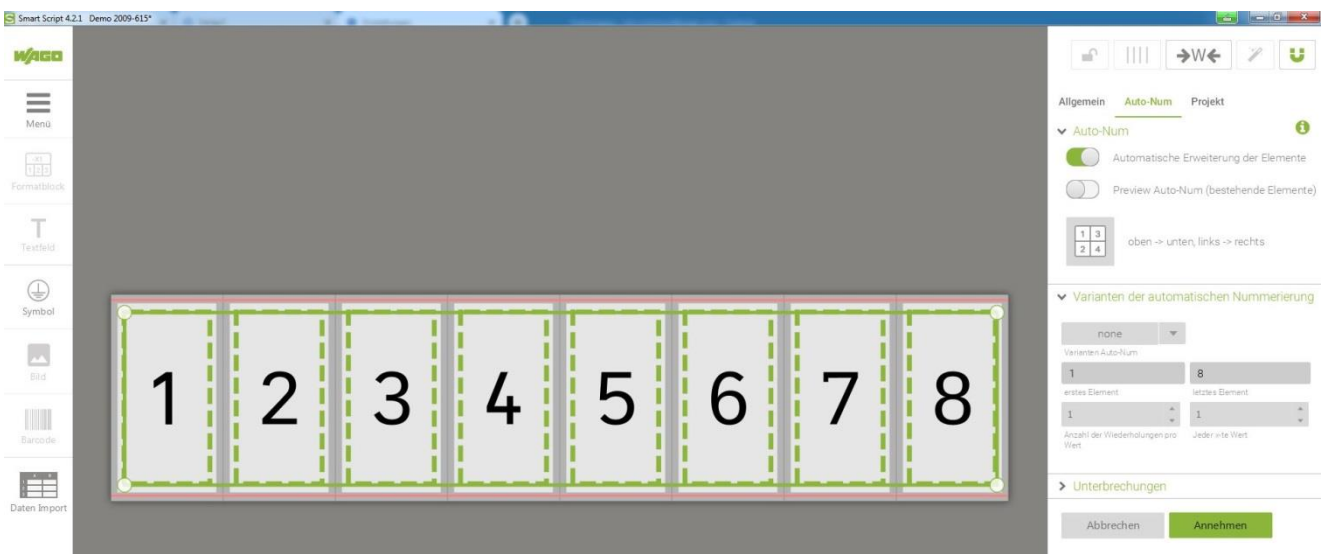 Smart Script 4.2.1 Demo 2009-615*
WAGO
Menü
Formatblock
Textfeld
Symbol
Bild
Barcode
Daten Import
1 2 3 4 5 6 7 8
Allgemein Auto-Num Projekt
Auto-Num
Automatische Erweiterung der Elemente
Preview Auto-Num (bestehende Elemente)
1 3
2 4
oben -> unten, links -> rechts
Varianten der automatischen Nummerierung
none
Varianten Auto-Num
1 8
erstes Element letztes Element
1 1
Anzahl der Wiederholungen pro Wert
Jeder x-te Wert
Unterbrechungen
Abbrechen Annehmen